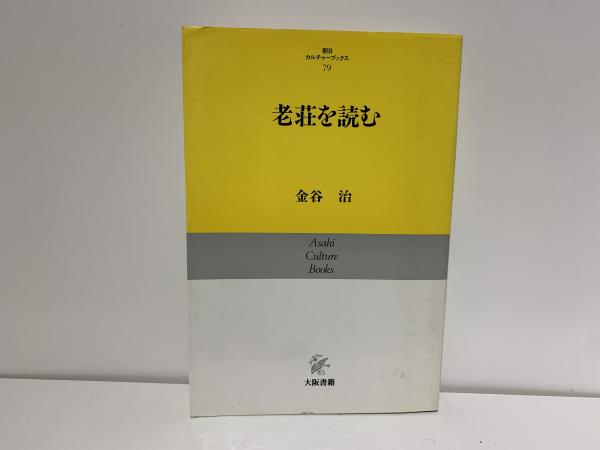 朝日
カルチャーブックス
79
老荘を読む
金谷 治
Asahi
Culture
Books
大阪書籍